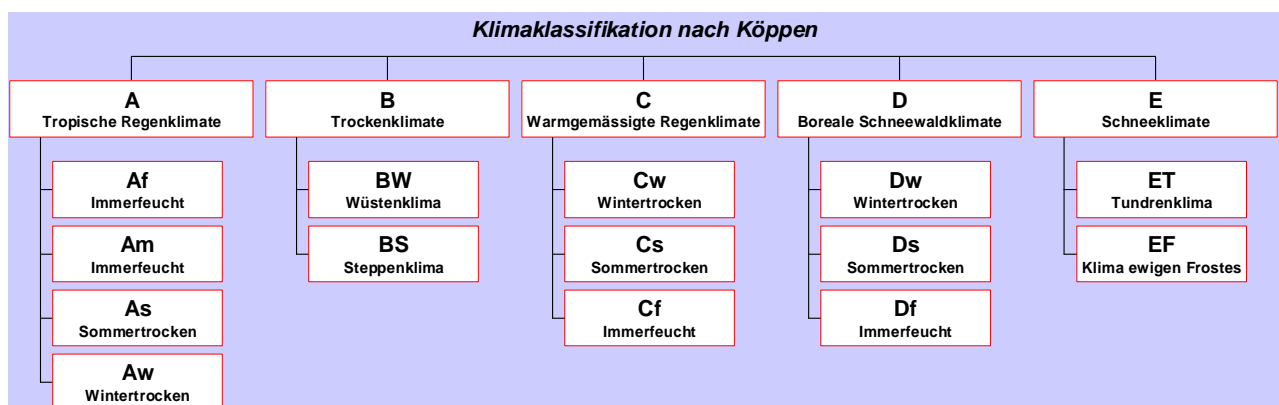 Klimaklassifikation nach Köppen
A
Tropische Regenklimate
B
Trockenklimate
C
Warmgemässigte Regenklimate
D
Boreale Schneewaldklimate
E
Schneeklimate
Af
Immerfeucht
Am
Immerfeucht
As
Sommertrocken
Aw
Wintertrocken
BW
Wüstenklima
BS
Steppenklima
Cw
Wintertrocken
Cs
Sommertrocken
Cf
Immerfeucht
Dw
Wintertrocken
Ds
Sommertrocken
Df
Immerfeucht
ET
Tundrenklima
EF
Klima ewigen Frostes